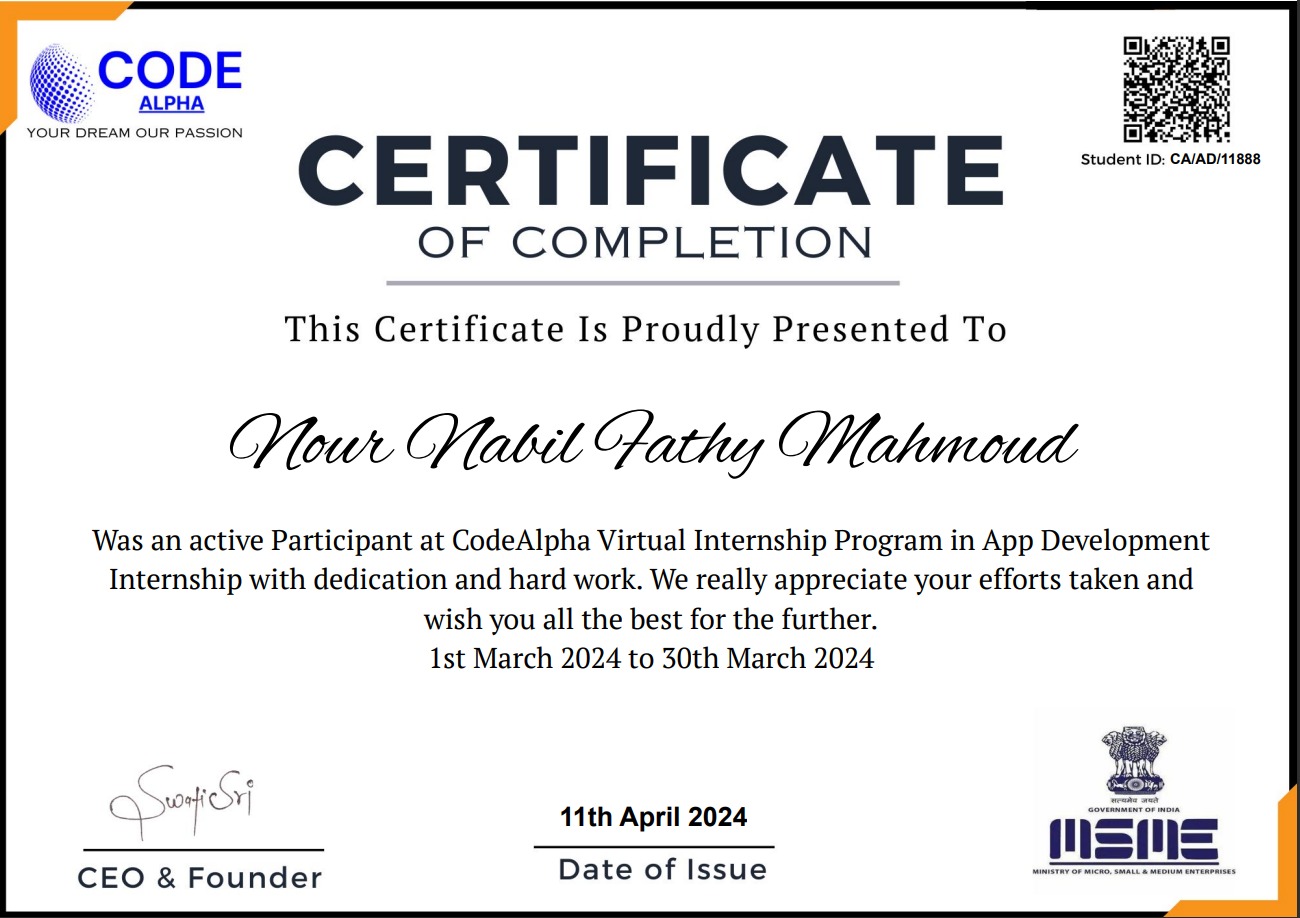 CODE
ALPHA
YOUR DREAM OUR PASSION
Student ID: CA/AD/11888
CERTIFICATE
OF COMPLETION
This Certificate Is Proudly Presented To
Nour Nabil Fathy Mahmoud
Was an active Participant at CodeAlpha Virtual Internship Program in App Development
Internship with dedication and hard work. We really appreciate your efforts taken and
wish you all the best for the further.
1st March 2024 to 30th March 2024
Swati Sri
CEO & Founder
11th April 2024
Date of Issue
सत्यमेव जयते
GOVERNMENT OF INDIA
MSME
MINISTRY OF MICRO, SMALL & MEDIUM ENTERPRISES